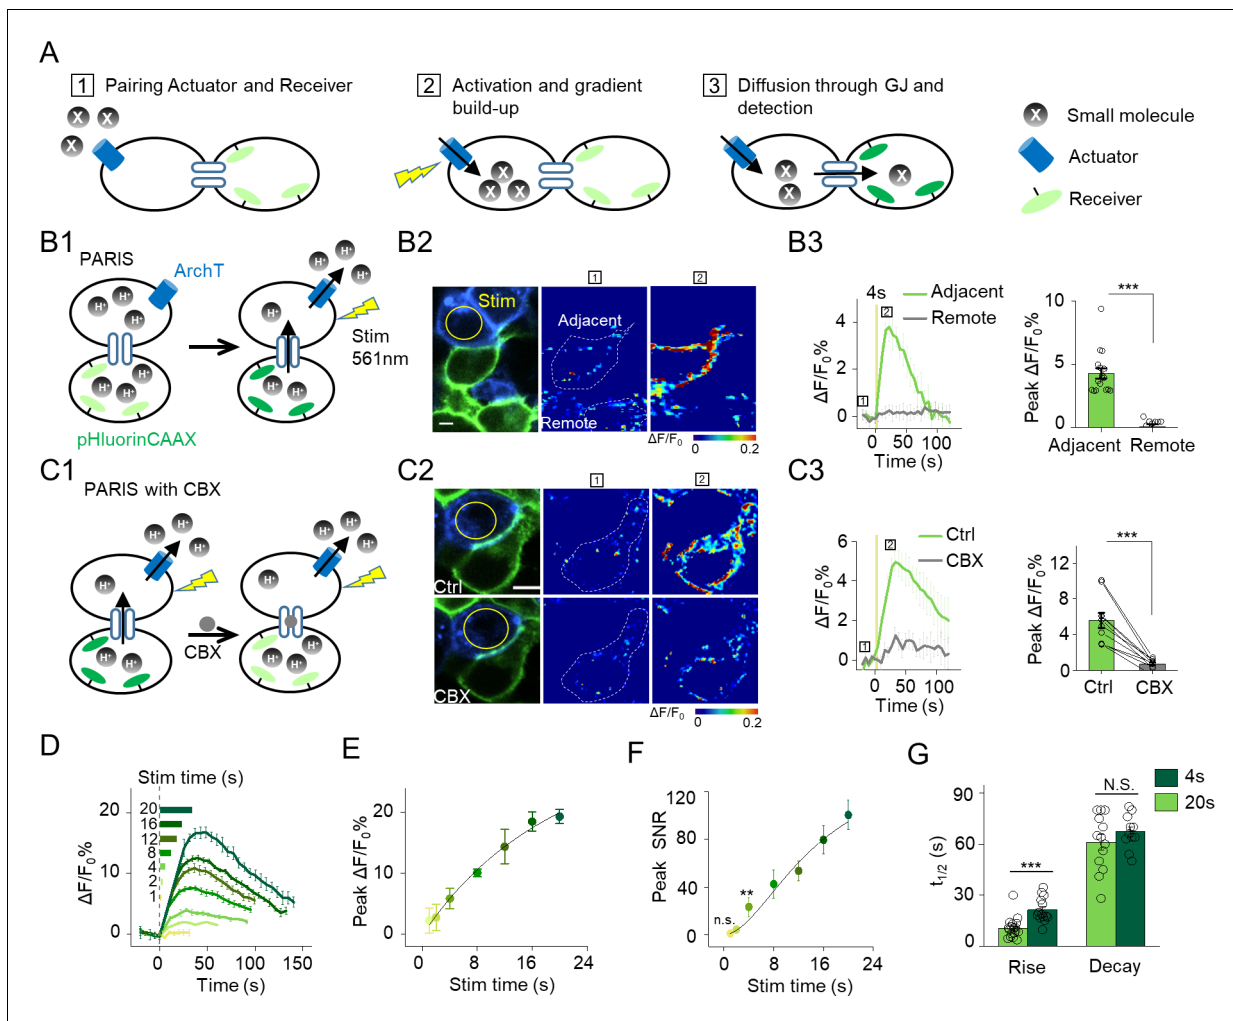 A
1 Pairing Actuator and Receiver
2 Activation and gradient
build-up
3 Diffusion through GJ and
detection
X X X
X X X
X X X
X Small molecule
Actuator
Receiver
B1
PARIS
ArchT
H⁺ H⁺ H⁺
H⁺ H⁺ H⁺
H⁺ H⁺ H⁺
H⁺
H⁺ H⁺ H⁺
Stim
561nm
pHluorinCAAX
B2
1 2
Stim
Adjacent
Remote
ΔF/F₀
0 0.2
B3
4s
Adjacent
Remote
2
1
4
2
0
ΔF/F₀%
0 50 100
Time (s)
***
10
5
0
Peak ΔF/F₀%
Adjacent Remote
C1
PARIS with CBX
H⁺ H⁺ H⁺
H⁺
H⁺ H⁺ H⁺
CBX
H⁺ H⁺ H⁺
H⁺
H⁺ H⁺ H⁺
C2
1 2
Ctrl
CBX
ΔF/F₀
0 0.2
C3
Ctrl
CBX
2
1
6
4
2
0
ΔF/F₀%
0 50 100
Time (s)
***
12
8
4
0
Peak ΔF/F₀%
Ctrl CBX
D
Stim time (s)
20
16
12
8
4
2
1
20
10
0
ΔF/F₀%
0 50 100 150
Time (s)
E
20
10
0
Peak ΔF/F₀%
0 8 16 24
Stim time (s)
F
120
80
40
0
Peak SNR
n.s.
**
0 8 16 24
Stim time (s)
G
4s
20s
N.S.
***
90
60
30
0
t1/2 (s)
Rise Decay